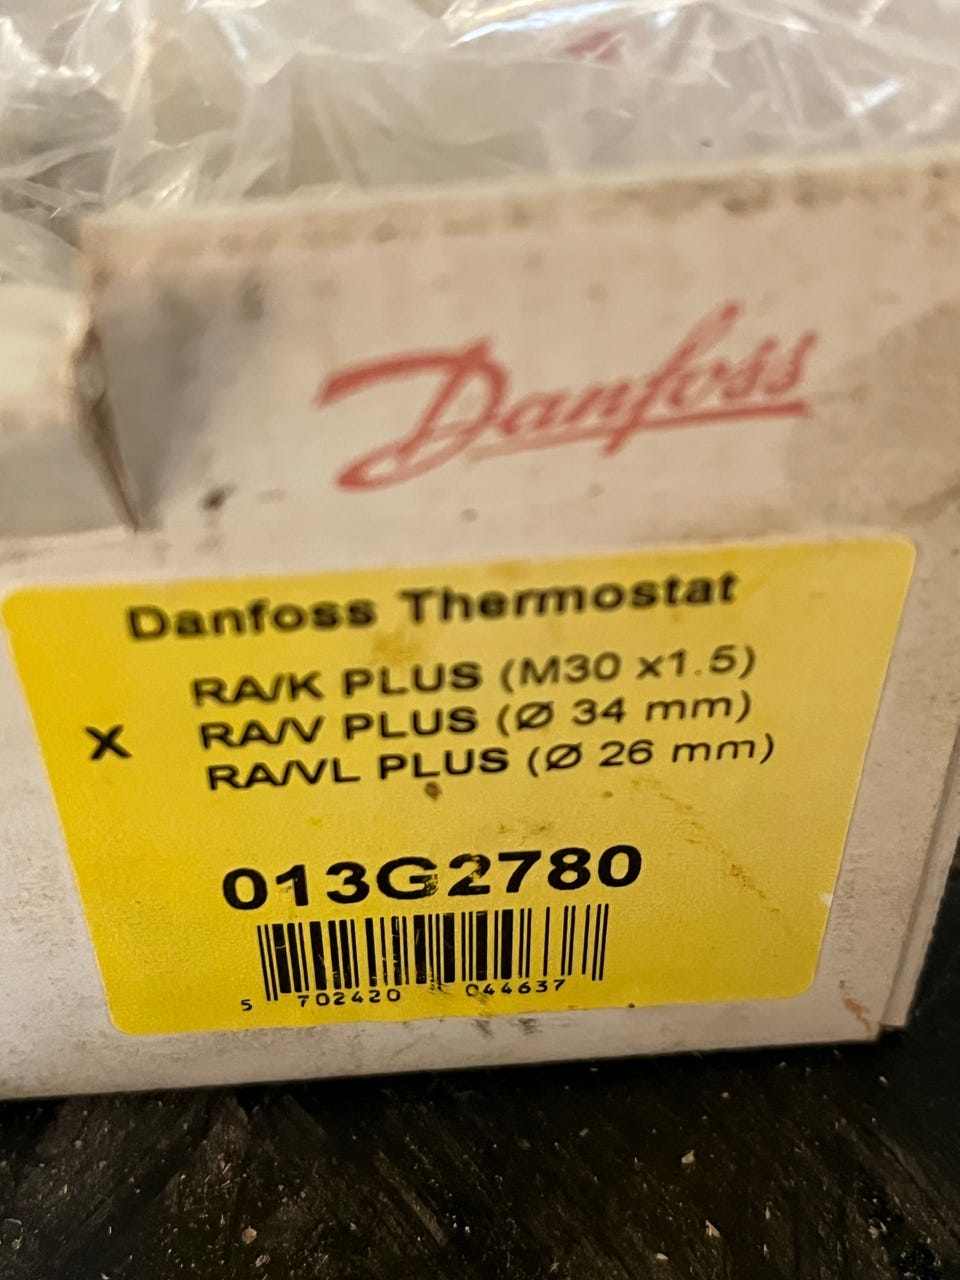 Danfoss
Danfoss Thermostat
RA/K PLUS (M30 x1.5)
X RA/V PLUS (Ø 34 mm)
RA/VL PLUS (Ø 26 mm)
013G2780
5 702420 044637